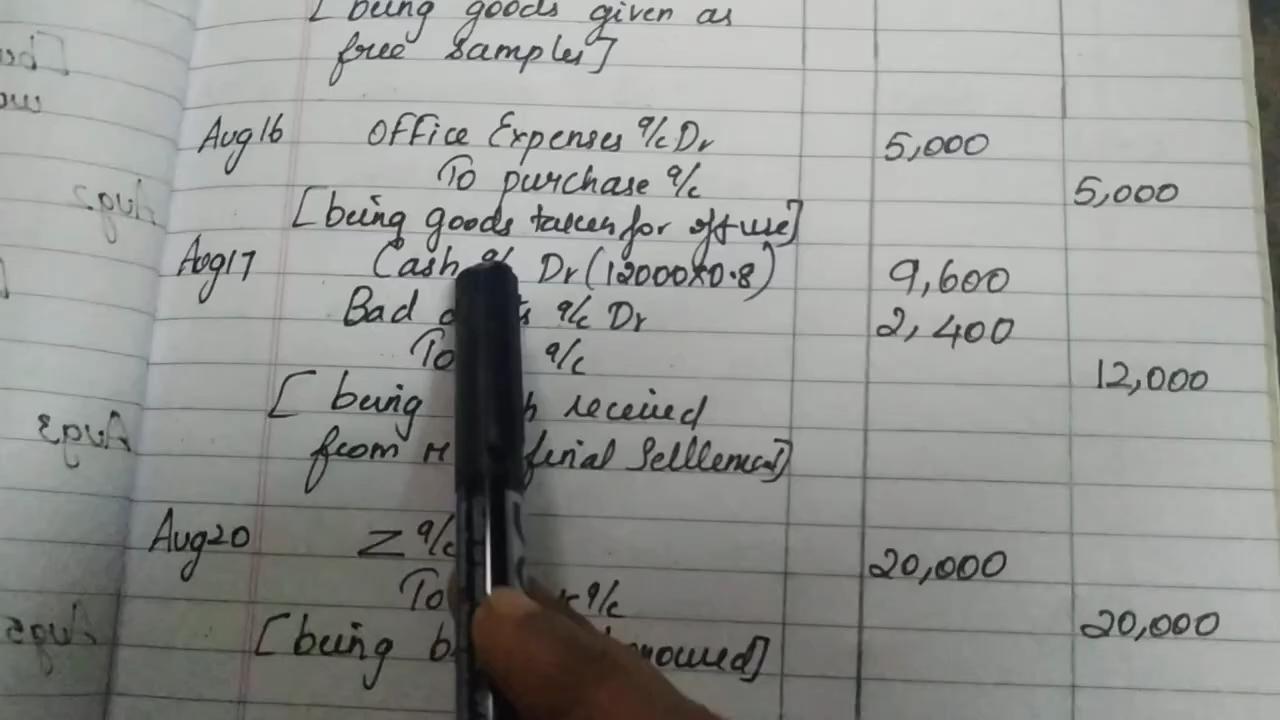 [being goods given as
free samples]
Aug16 Office Expenses a/c Dr 5,000
To purchase a/c 5,000
[being goods taken for off use]
Aug17 Cash a/c Dr (12000x0.8) 9,600
Bad a/c Dr 2,400
To a/c 12,000
[being received
from final Settlement]
Aug20 Z a/c 20,000
To a/c 20,000
[being